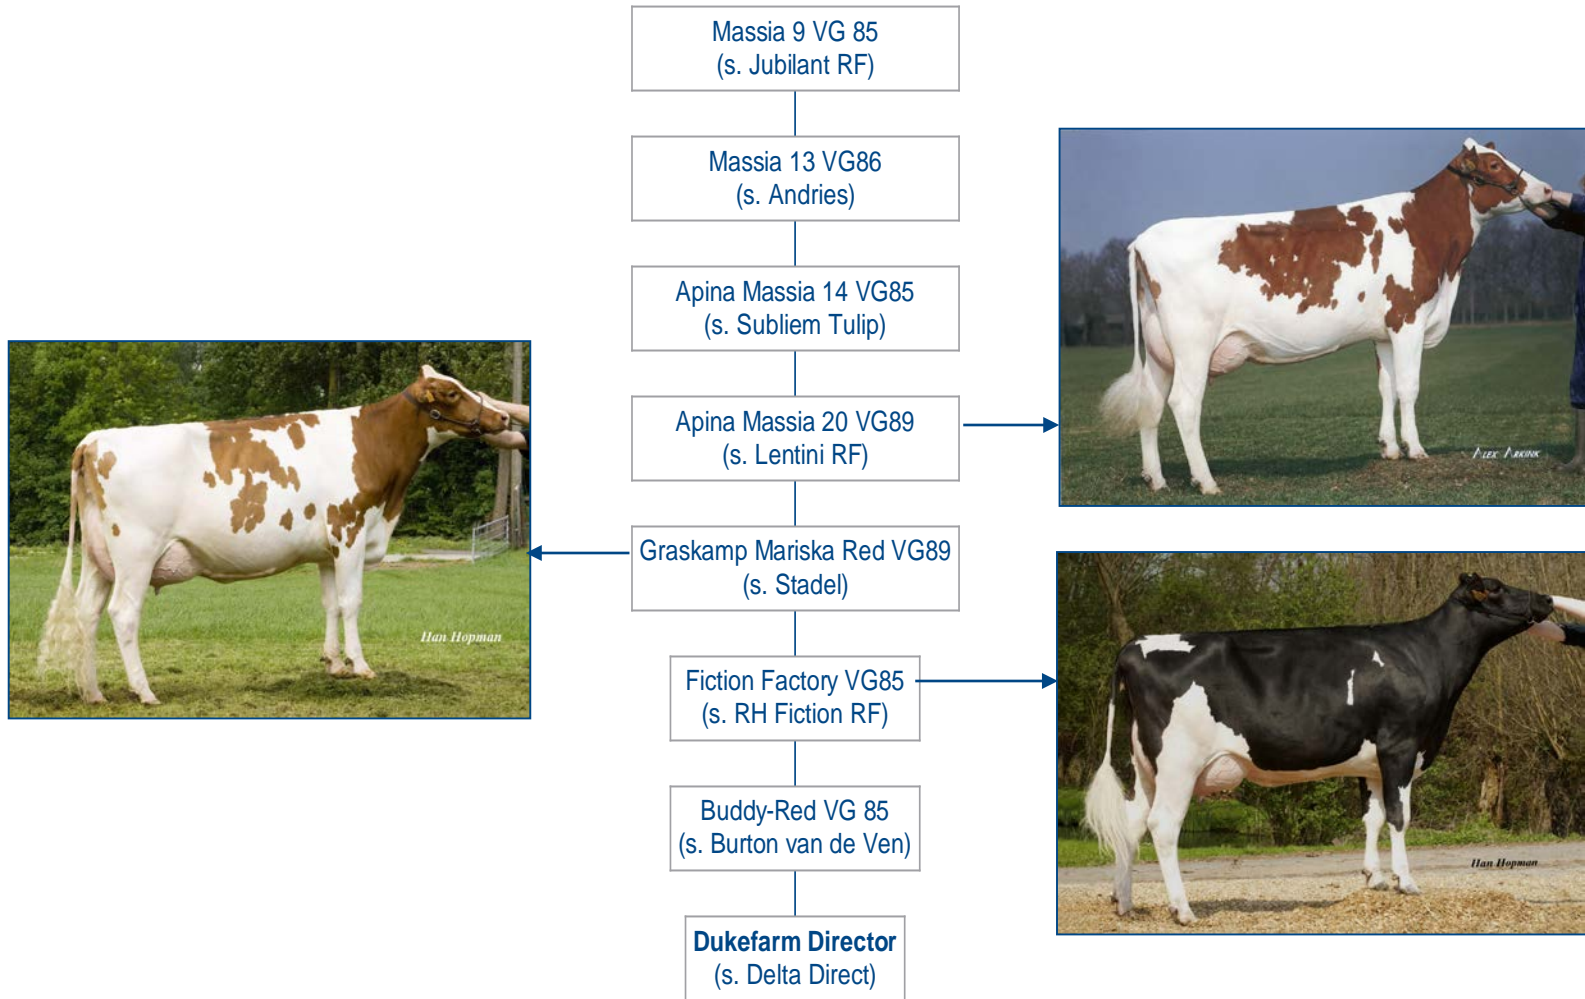 Massia 9 VG 85
(s. Jubilant RF)
Massia 13 VG86
(s. Andries)
Apina Massia 14 VG85
(s. Subliem Tulip)
Apina Massia 20 VG89
(s. Lentini RF)
ALEX ARKINK
Graskamp Mariska Red VG89
(s. Stadel)
Han Hopman
Fiction Factory VG85
(s. RH Fiction RF)
Han Hopman
Buddy-Red VG 85
(s. Burton van de Ven)
Dukefarm Director
(s. Delta Direct)